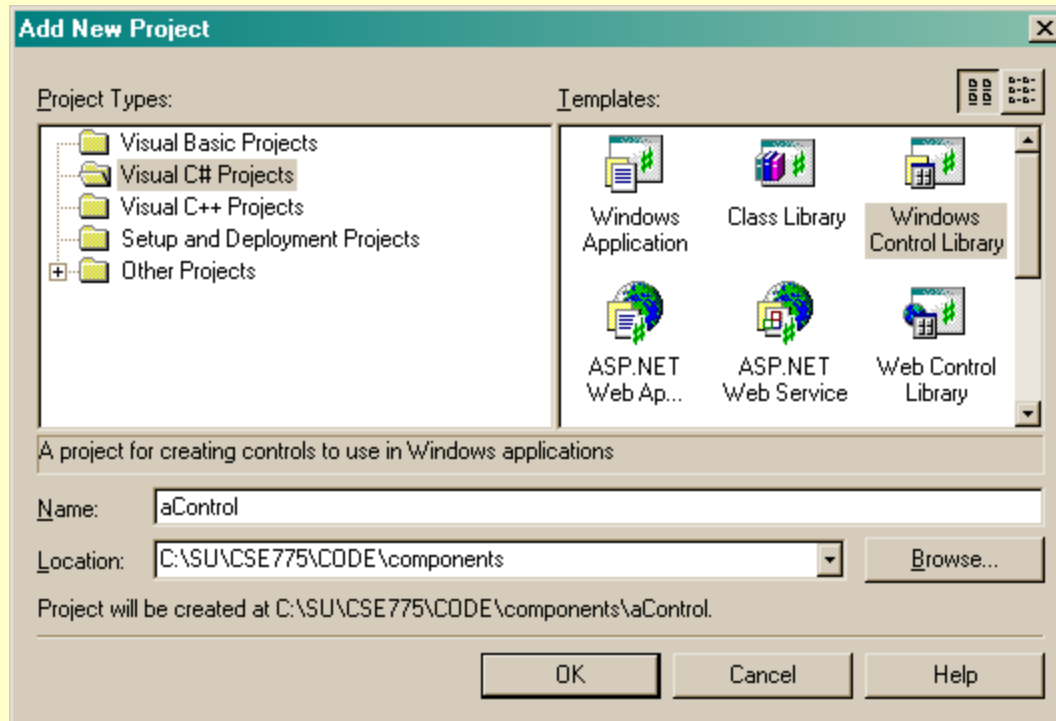 Add New Project
Project Types:
Templates:
Visual Basic Projects
Visual C# Projects
Visual C++ Projects
Setup and Deployment Projects
Other Projects
Windows
Application
Class Library
Windows
Control Library
ASP.NET
Web Ap...
ASP.NET
Web Service
Web Control
Library
A project for creating controls to use in Windows applications
Name:
aControl
Location:
C:\SU\CSE775\CODE\components
Browse...
Project will be created at C:\SU\CSE775\CODE\components\aControl.
OK
Cancel
Help